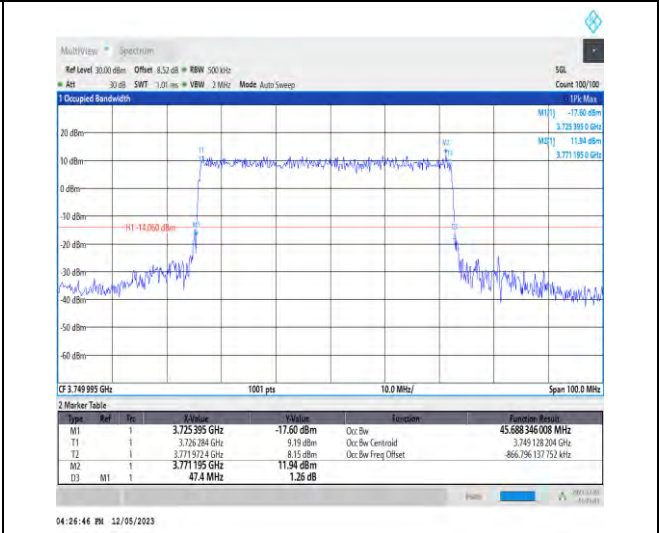 MultiView Spectrum
Ref Level 30.00 dBm Offset 8.52 dB RBW 500 kHz SGL
Att 30 dB SWT 1.01 ms VBW 2 MHz Mode Auto Sweep Count 100/100
1 Occupied Bandwidth 1Pk Max
M1[1] -17.60 dBm
3.725 395 0 GHz
M2[1] 11.94 dBm
3.771 195 0 GHz
20 dBm
M2
T1
T2
10 dBm
0 dBm
-10 dBm
H1 -14.060 dBm
M1
D3
-20 dBm
-30 dBm
-40 dBm
-50 dBm
-60 dBm
CF 3.749 995 GHz 1001 pts 10.0 MHz/ Span 100.0 MHz
2 Marker Table
Type Ref Trc X-Value Y-Value Function Function Result
M1 1 3.725 395 GHz -17.60 dBm Occ Bw 45.688 346 008 MHz
T1 1 3.726 284 GHz 9.19 dBm Occ Bw Centroid 3.749 128 204 GHz
T2 1 3.771 972 4 GHz 8.15 dBm Occ Bw Freq Offset -866.796 137 752 kHz
M2 1 3.771 195 GHz 11.94 dBm
D3 M1 1 47.4 MHz 1.26 dB
04:26:46 PM 12/05/2023